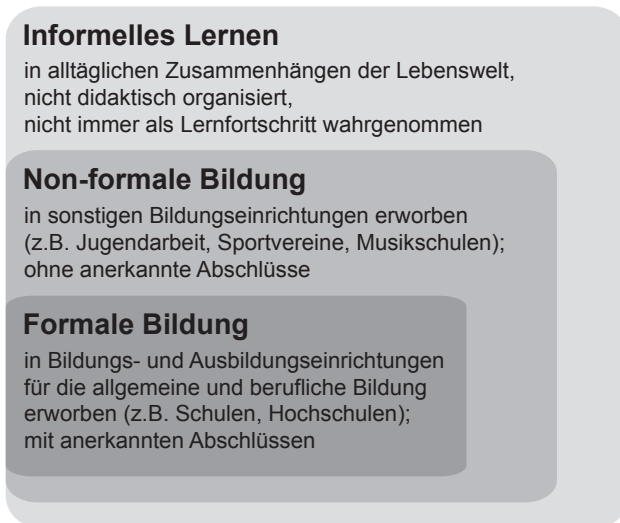 Informelles Lernen
in alltäglichen Zusammenhängen der Lebenswelt,
nicht didaktisch organisiert,
nicht immer als Lernfortschritt wahrgenommen
Non-formale Bildung
in sonstigen Bildungseinrichtungen erworben
(z.B. Jugendarbeit, Sportvereine, Musikschulen);
ohne anerkannte Abschlüsse
Formale Bildung
in Bildungs- und Ausbildungseinrichtungen
für die allgemeine und berufliche Bildung
erworben (z.B. Schulen, Hochschulen);
mit anerkannten Abschlüssen